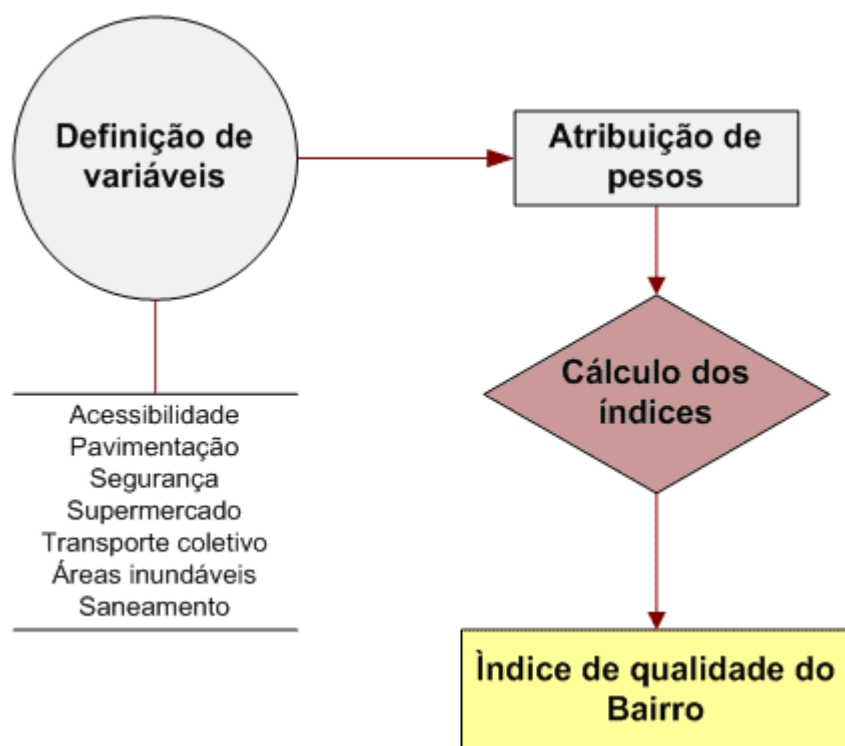 Definição de
variáveis
Atribuição de
pesos
Cálculo dos
índices
Acessibilidade
Pavimentação
Segurança
Supermercado
Transporte coletivo
Áreas inundáveis
Saneamento
Ìndice de qualidade do
Bairro